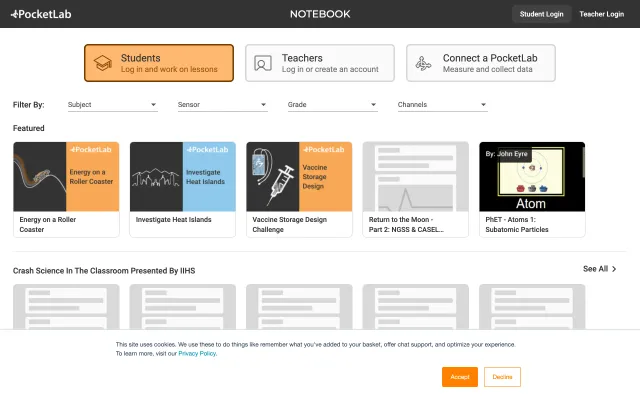 PocketLab
NOTEBOOK
Student Login
Teacher Login
Students
Log in and work on lessons
Teachers
Log in or create an account
Connect a PocketLab
Measure and collect data
Filter By:
Subject
Sensor
Grade
Channels
Featured
PocketLab
Energy on a
Roller Coaster
Energy on a Roller
Coaster
PocketLab
Investigate
Heat Islands
Investigate Heat Islands
PocketLab
Vaccine
Storage
Design
Vaccine Storage Design
Challenge
Return to the Moon -
Part 2: NGSS & CASEL...
By: John Eyre
Atom
PhET - Atoms 1:
Subatomic Particles
Crash Science In The Classroom Presented By IIHS
See All
This site uses cookies. We use these to do things like remember what you've added to your basket, offer chat support, and optimize your experience.
To learn more, visit our Privacy Policy.
Accept
Decline